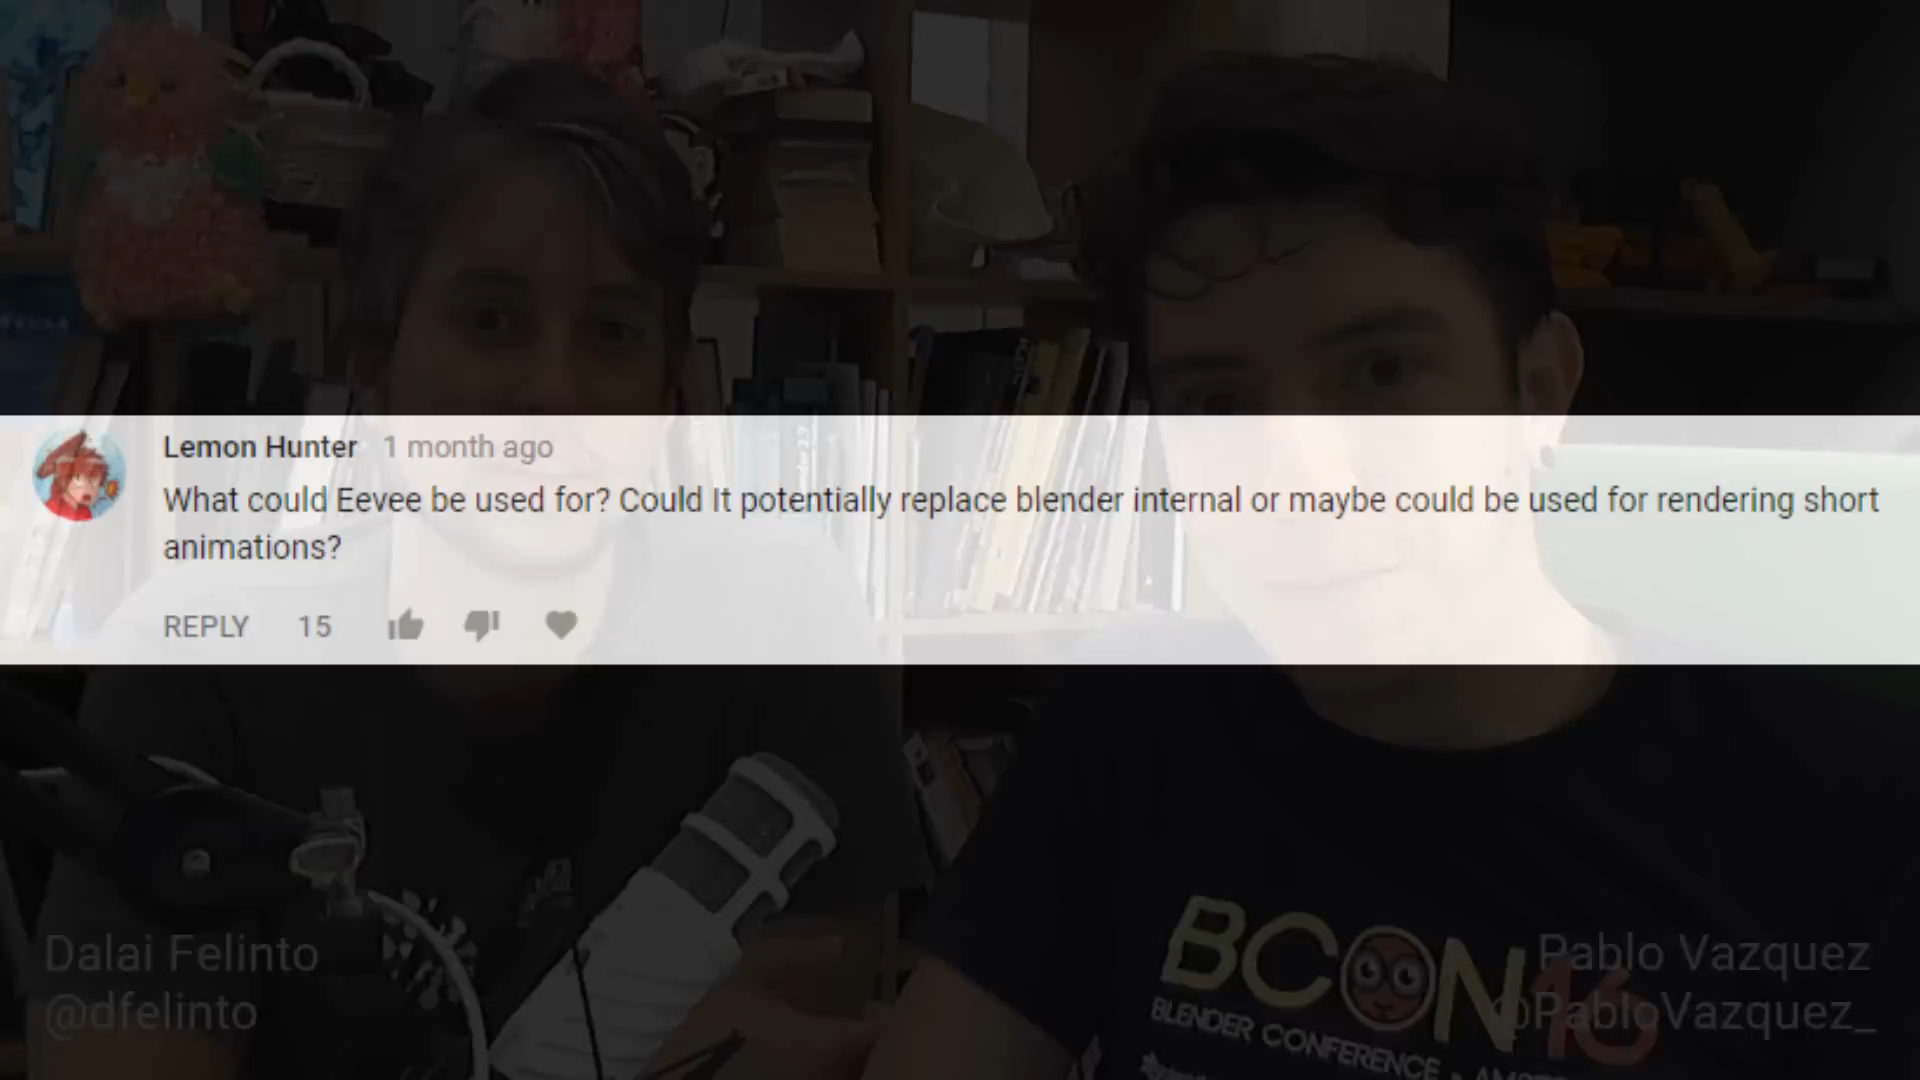 Lemon Hunter 1 month ago
What could Eevee be used for? Could It potentially replace blender internal or maybe could be used for rendering short
animations?
REPLY 15
Dalai Felinto
@dfelinto
Pablo Vazquez
@PabloVazquez_
BCON16
BLENDER CONFERENCE